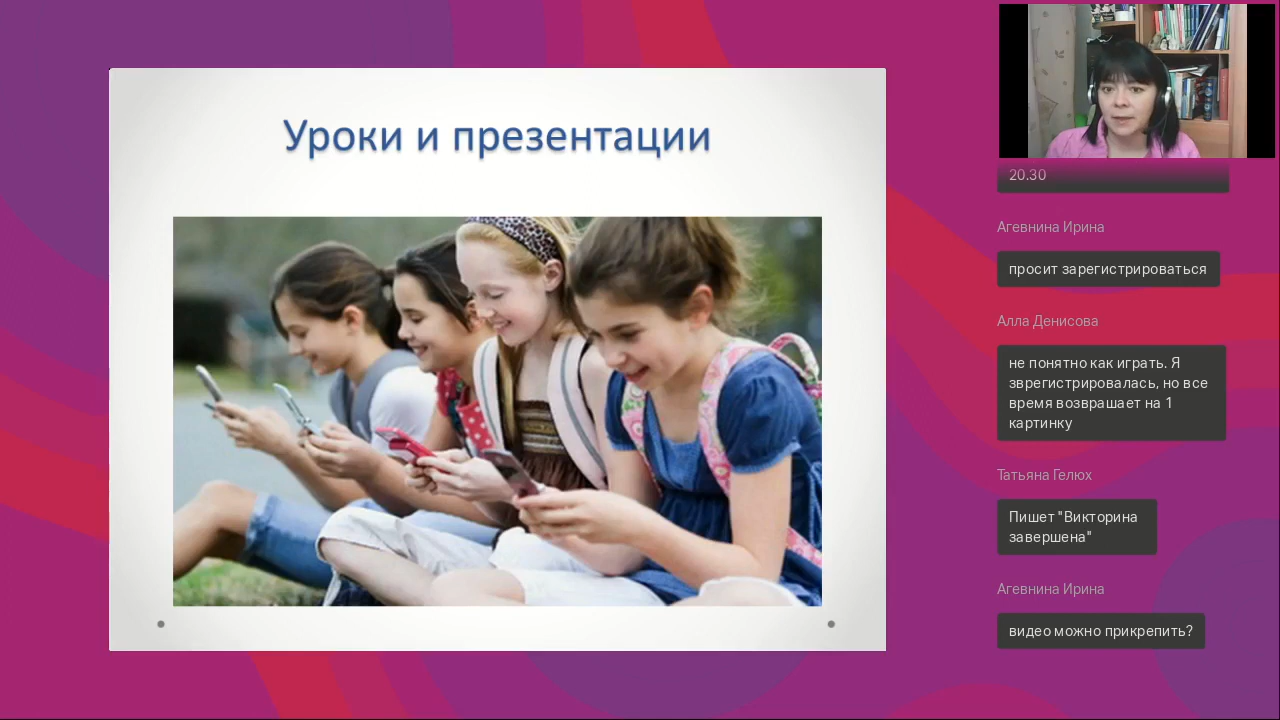 Уроки и презентации
20.30
Агевнина Ирина
просит зарегистрироваться
Алла Денисова
не понятно как играть. Я
зврегистрировалась, но все
время возврашает на 1
картинку
Татьяна Гелюх
Пишет "Викторина
завершена"
Агевнина Ирина
видео можно прикрепить?